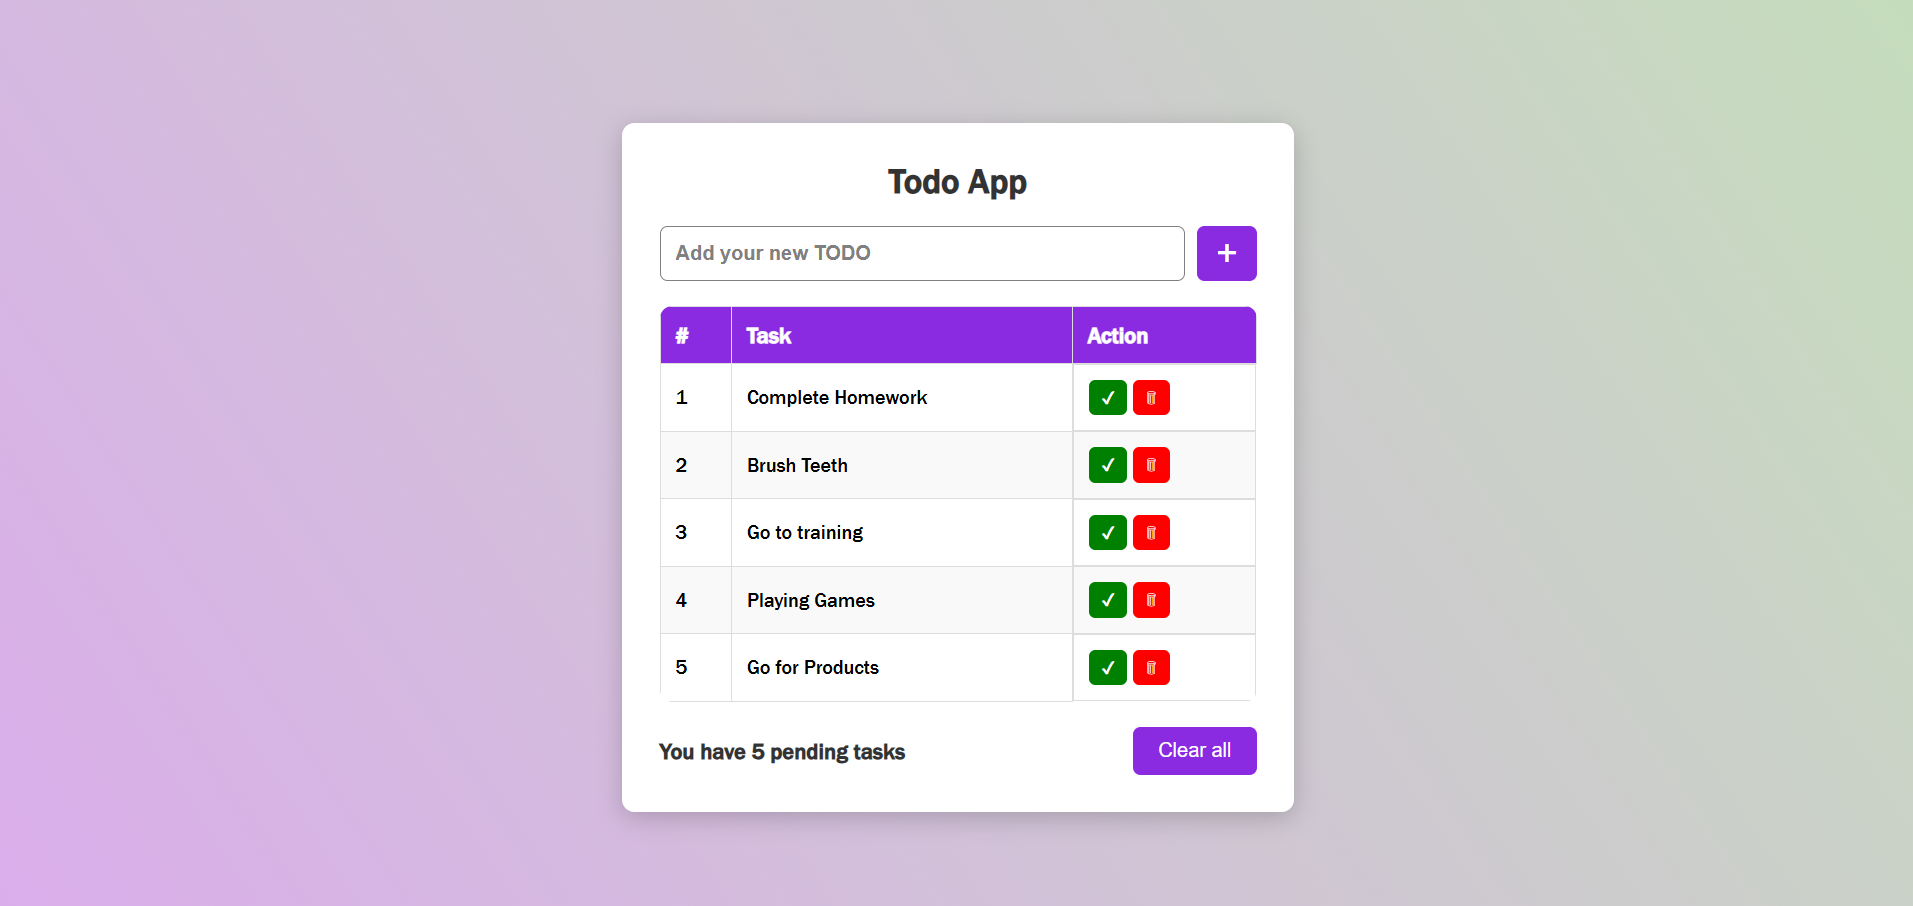 Todo App
Add your new TODO
+
# Task Action
1 Complete Homework ✓
2 Brush Teeth ✓
3 Go to training ✓
4 Playing Games ✓
5 Go for Products ✓
You have 5 pending tasks Clear all